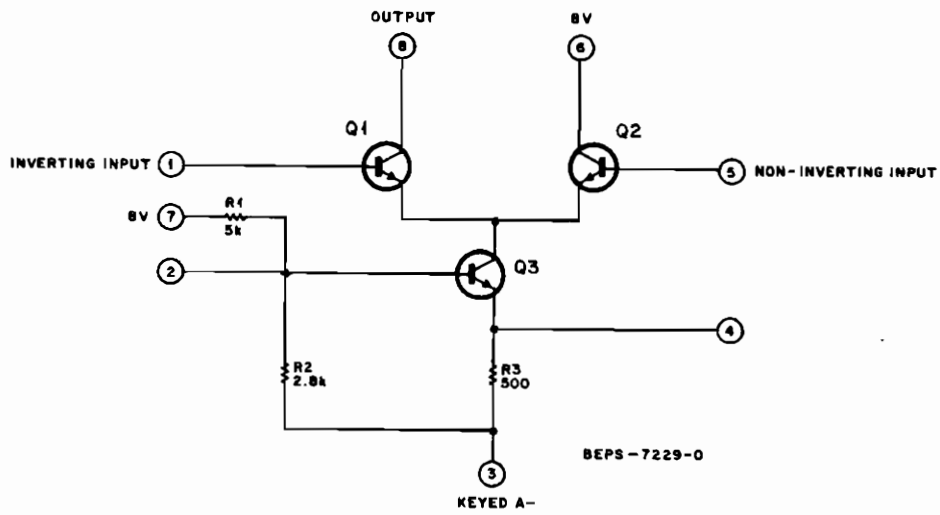 OUTPUT
8
8V
6
Q1
Q2
INVERTING INPUT 1
5 NON-INVERTING INPUT
8V 7
R1
5k
2
Q3
4
R2
2.8k
R3
500
BEPS-7229-0
3
KEYED A-